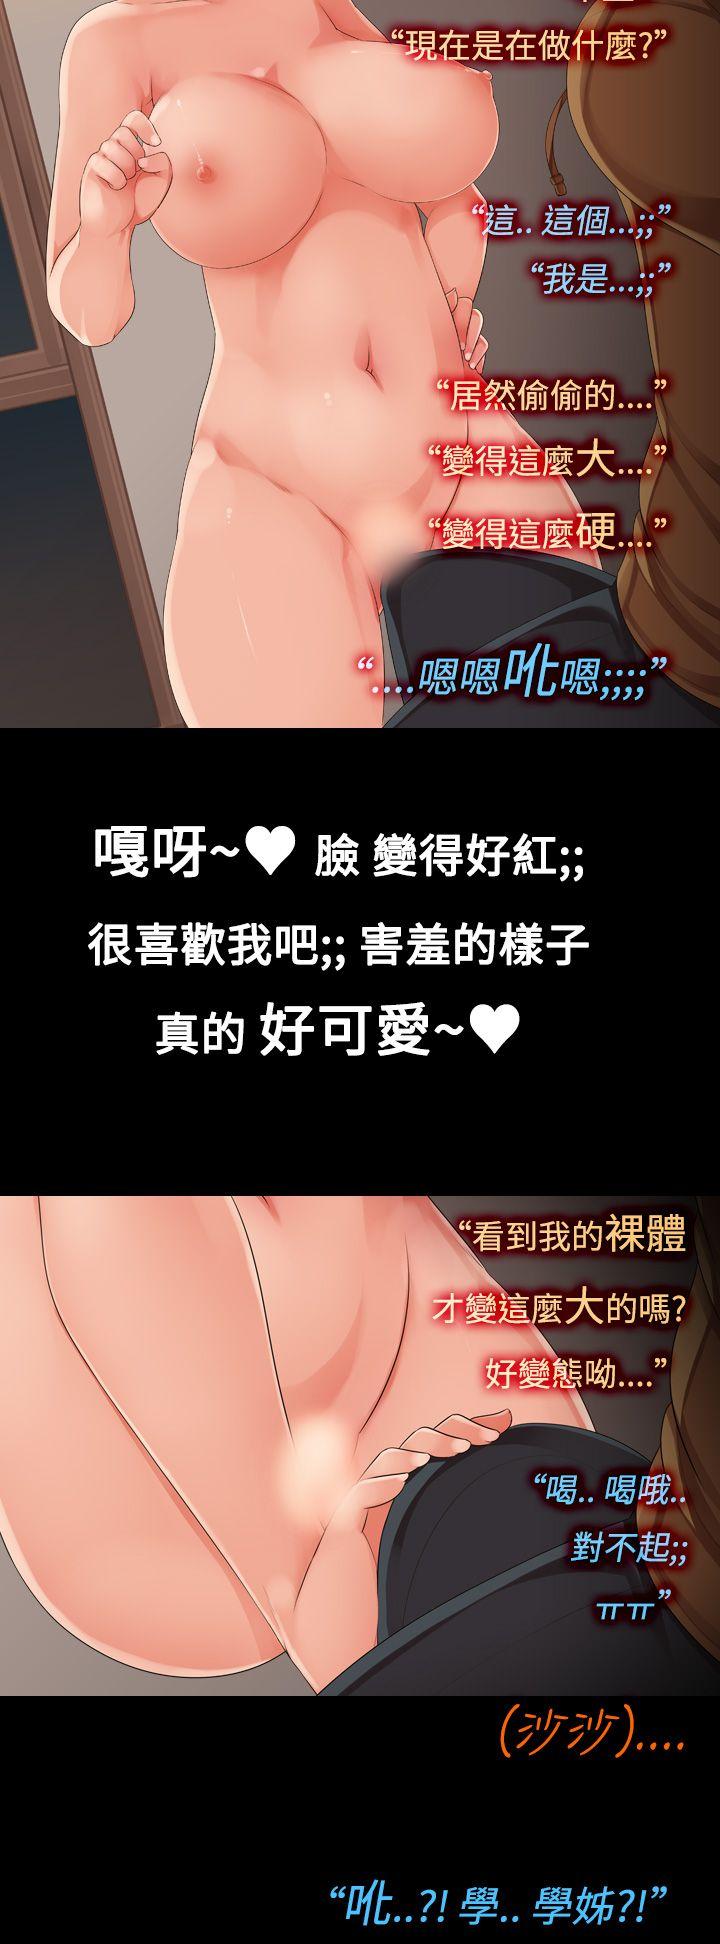 “現在是在做什麼?”
“這.. 這個...;;”
“我是...;;”
“居然偷偷的....”
“變得這麼大....”
“變得這麼硬....”
“....嗯嗯吪嗯;;;;”
嘎呀~♥ 臉 變得好紅;;
很喜歡我吧;; 害羞的樣子
真的 好可愛~♥
“看到我的裸體
才變這麼大的嗎?
好變態呦....”
“喝.. 喝哦..
對不起;;
ㅠㅠ”
(沙沙)....
“吪..?! 學.. 學姊?!”